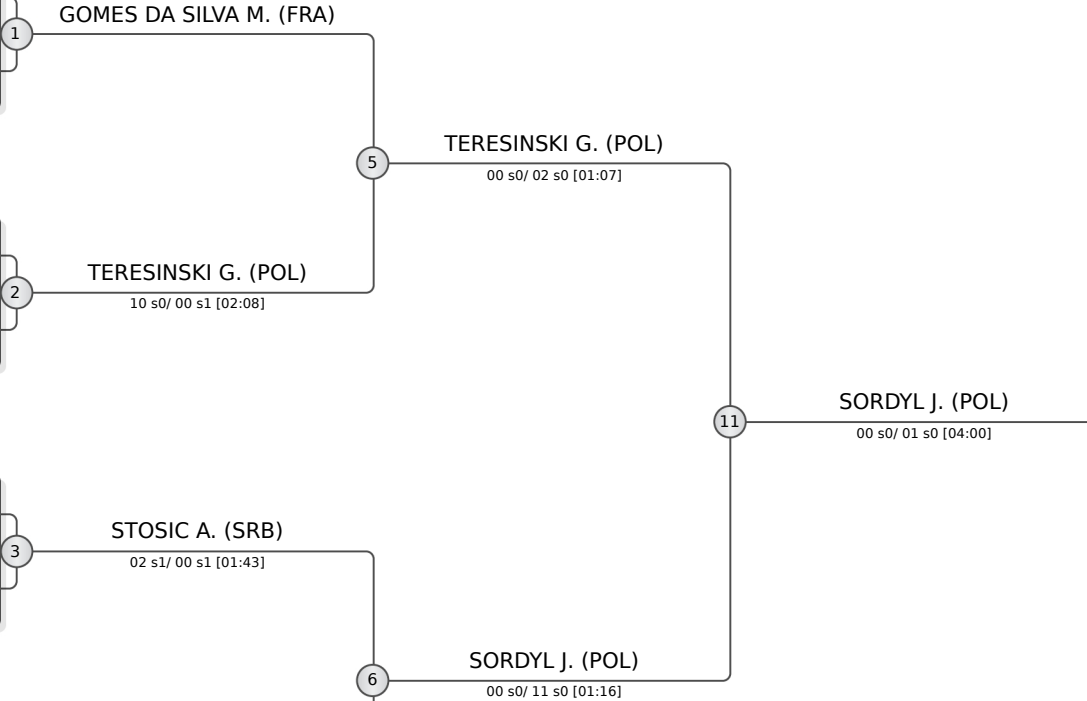 GOMES DA SILVA M. (FRA)
1
TERESINSKI G. (POL)
5
00 s0/ 02 s0 [01:07]
TERESINSKI G. (POL)
2
10 s0/ 00 s1 [02:08]
SORDYL J. (POL)
11
00 s0/ 01 s0 [04:00]
STOSIC A. (SRB)
3
02 s1/ 00 s1 [01:43]
SORDYL J. (POL)
6
00 s0/ 11 s0 [01:16]